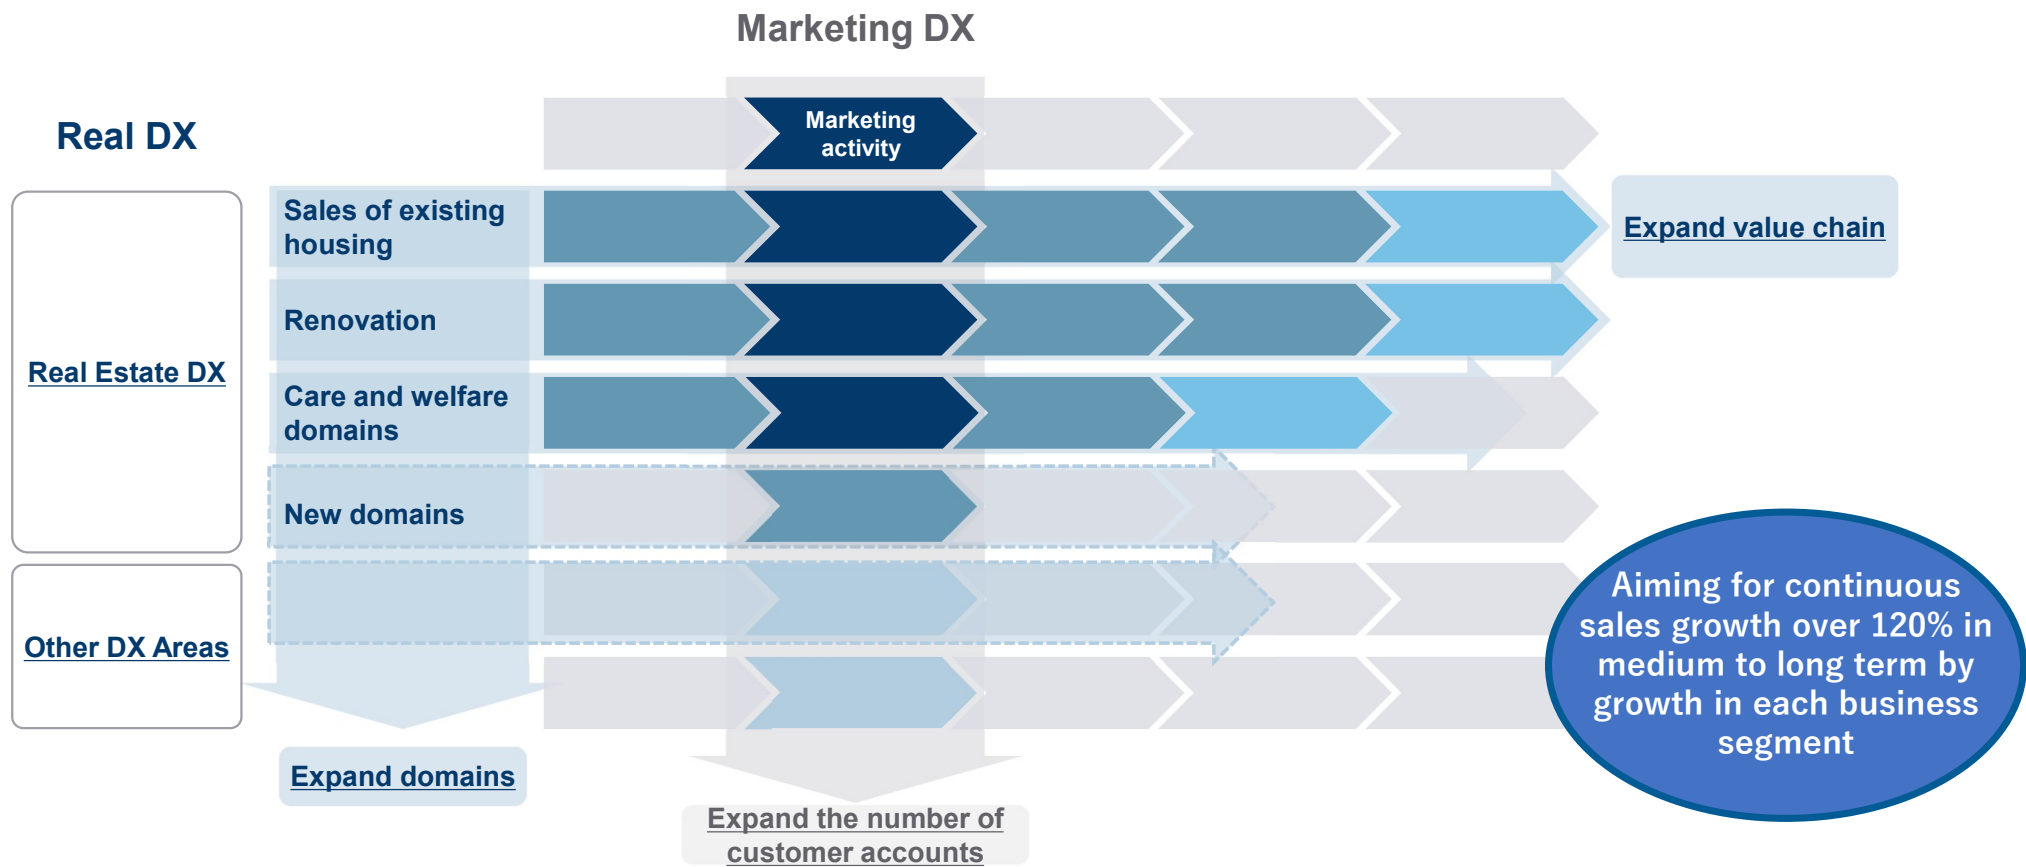 Marketing DX
Real DX
Marketing
activity
Sales of existing
housing
Expand value chain
Renovation
Real Estate DX
Care and welfare
domains
New domains
Other DX Areas
Aiming for continuous
sales growth over 120% in
medium to long term by
growth in each business
segment
Expand domains
Expand the number of
customer accounts